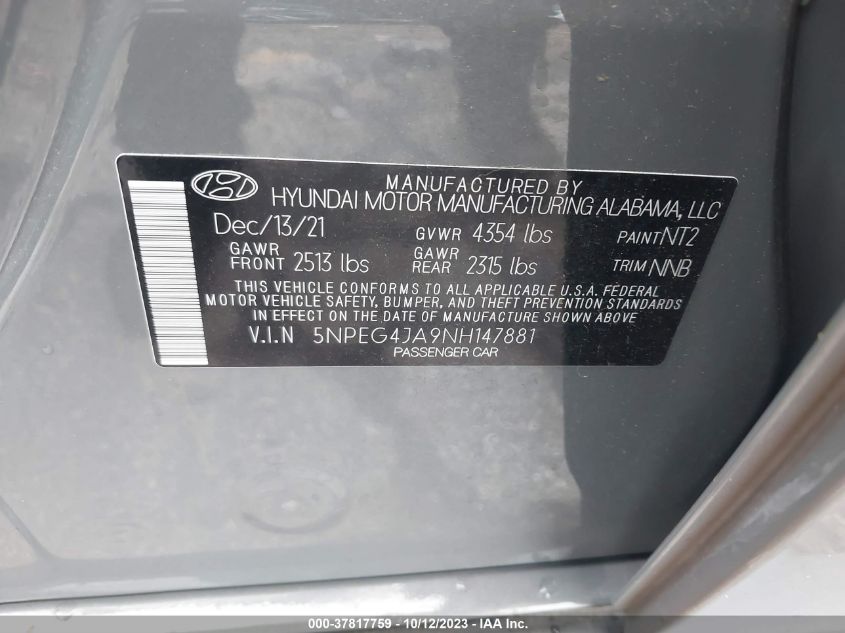 MANUFACTURED BY
HYUNDAI MOTOR MANUFACTURING ALABAMA, LLC
Dec/13/21 GVWR 4354 lbs PAINT NT2
GAWR FRONT 2513 lbs GAWR REAR 2315 lbs TRIM NNB
THIS VEHICLE CONFORMS TO ALL APPLICABLE U.S.A. FEDERAL
MOTOR VEHICLE SAFETY, BUMPER, AND THEFT PREVENTION STANDARDS
IN EFFECT ON THE DATE OF MANUFACTURE SHOWN ABOVE
V.I.N 5NPEG4JA9NH147881
PASSENGER CAR
000-37817759 - 10/12/2023 - IAA Inc.